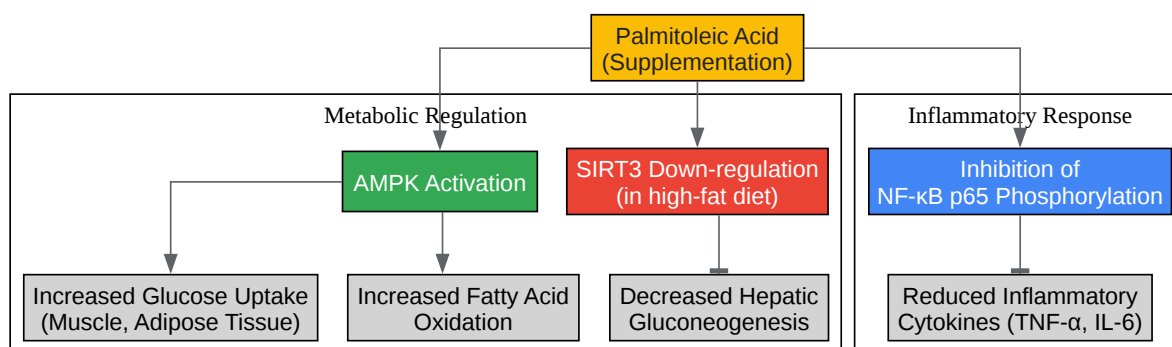 Palmitoleic Acid
(Supplementation)
Metabolic Regulation
Inflammatory Response
AMPK Activation
SIRT3 Down-regulation
(in high-fat diet)
Inhibition of
NF-κB p65 Phosphorylation
Increased Glucose Uptake
(Muscle, Adipose Tissue)
Increased Fatty Acid
Oxidation
Decreased Hepatic
Gluconeogenesis
Reduced Inflammatory
Cytokines (TNF-α, IL-6)